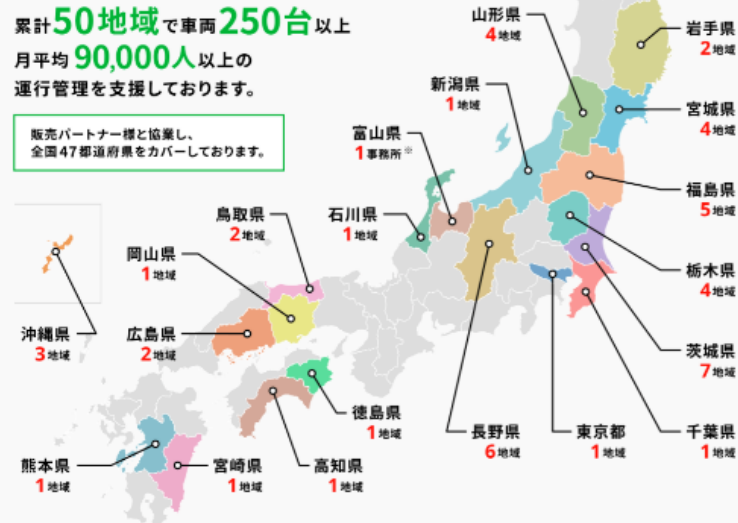 累計50地域で車両250台以上
月平均90,000人以上の
運行管理を支援しております。
販売パートナー様と協業し、
全国47都道府県をカバーしております。
山形県
4地域
岩手県
2地域
新潟県
1地域
宮城県
4地域
富山県
1事務所※
福島県
5地域
鳥取県
2地域
石川県
1地域
岡山県
1地域
栃木県
4地域
沖縄県
3地域
広島県
2地域
茨城県
7地域
徳島県
1地域
長野県
6地域
東京都
1地域
千葉県
1地域
熊本県
1地域
宮崎県
1地域
高知県
1地域